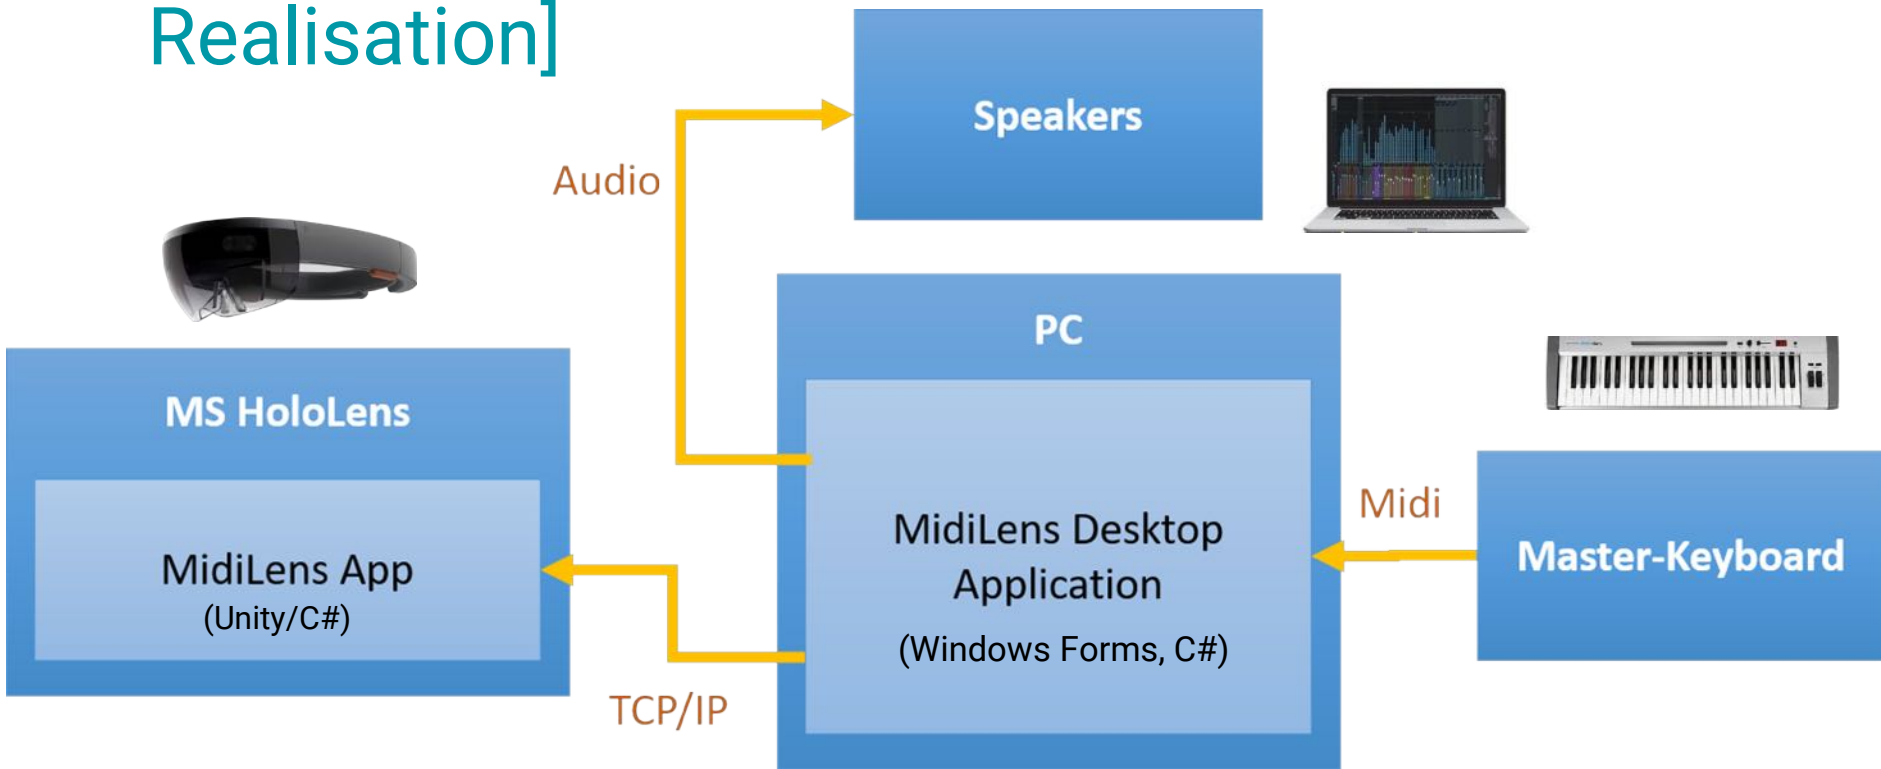 Realisation]
Speakers
Audio
PC
MS HoloLens
Midi
MidiLens Desktop
Application
(Windows Forms, C#)
Master-Keyboard
MidiLens App
(Unity/C#)
TCP/IP